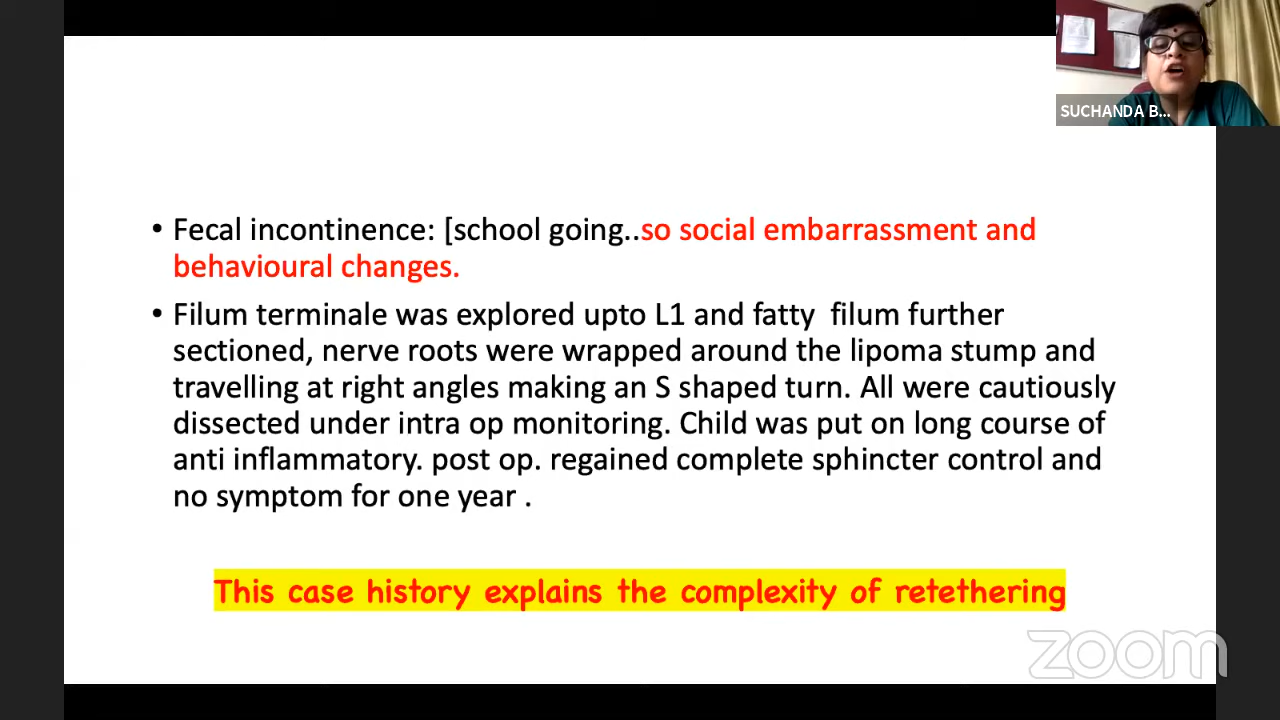 SUCHANDA B...
• Fecal incontinence: [school going..so social embarrassment and
behavioural changes.
• Filum terminale was explored upto L1 and fatty filum further
sectioned, nerve roots were wrapped around the lipoma stump and
travelling at right angles making an S shaped turn. All were cautiously
dissected under intra op monitoring. Child was put on long course of
anti inflammatory. post op. regained complete sphincter control and
no symptom for one year .
This case history explains the complexity of retethering
zoom